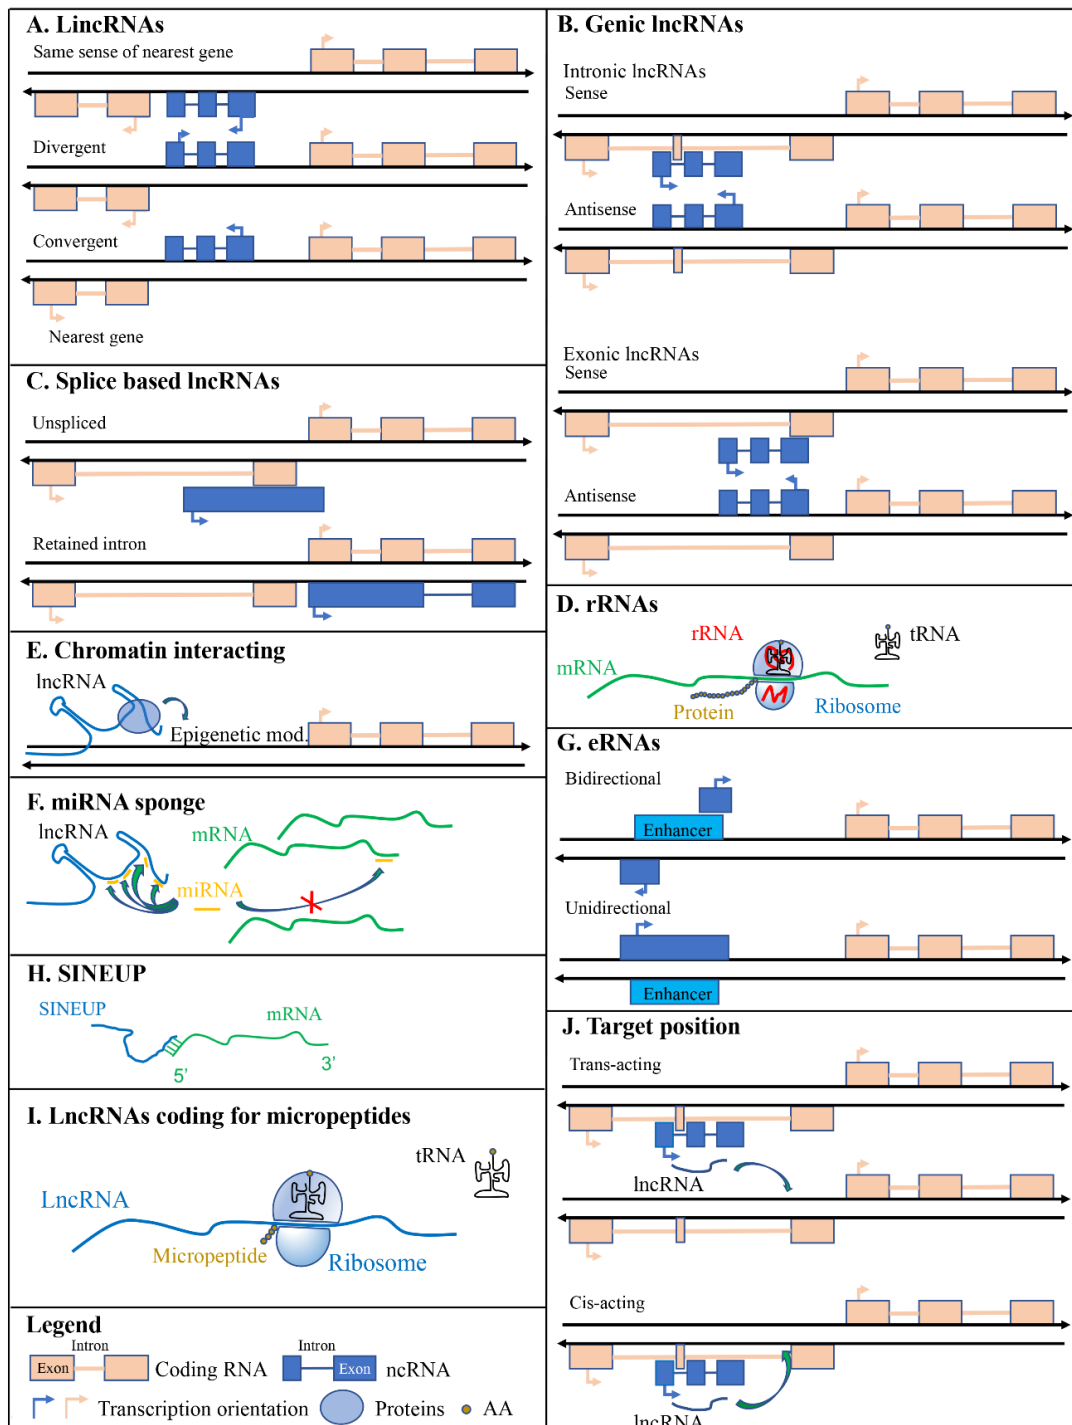 A. LincRNAs
Same sense of nearest gene
Divergent
Convergent
Nearest gene
B. Genic lncRNAs
Intronic lncRNAs
Sense
Antisense
Exonic lncRNAs
Sense
Antisense
C. Splice based lncRNAs
Unspliced
Retained intron
D. rRNAs
rRNA
tRNA
mRNA
Protein
Ribosome
E. Chromatin interacting
lncRNA
Epigenetic mod.
F. miRNA sponge
lncRNA
mRNA
miRNA
G. eRNAs
Bidirectional
Enhancer
Unidirectional
Enhancer
H. SINEUP
SINEUP
mRNA
5’
3’
I. LncRNAs coding for micropeptides
tRNA
LncRNA
Micropeptide
Ribosome
J. Target position
Trans-acting
lncRNA
Cis-acting
lncRNA
Legend
Intron
Intron
Exon
Coding RNA
Exon
ncRNA
Transcription orientation
Proteins
AA